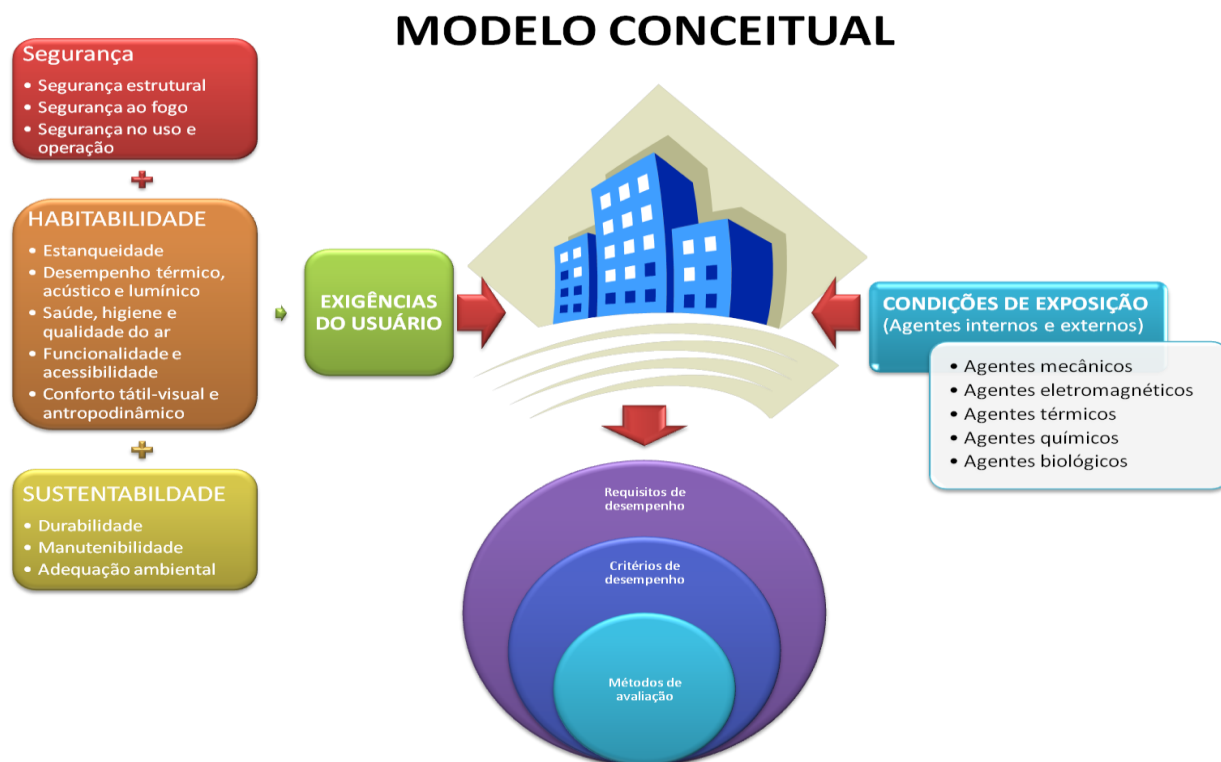 MODELO CONCEITUAL
Segurança
• Segurança estrutural
• Segurança ao fogo
• Segurança no uso e
operação
HABITABILIDADE
• Estanqueidade
• Desempenho térmico,
acústico e lumínico
• Saúde, higiene e
qualidade do ar
• Funcionalidade e
acessibilidade
• Conforto tátil-visual e
antropodinâmico
SUSTENTABILDADE
• Durabilidade
• Manutenibilidade
• Adequação ambiental
EXIGÊNCIAS
DO USUÁRIO
CONDIÇÕES DE EXPOSIÇÃO
(Agentes internos e externos)
• Agentes mecânicos
• Agentes eletromagnéticos
• Agentes térmicos
• Agentes químicos
• Agentes biológicos
Requisitos de
desempenho
Critérios de
desempenho
Métodos de
avaliação